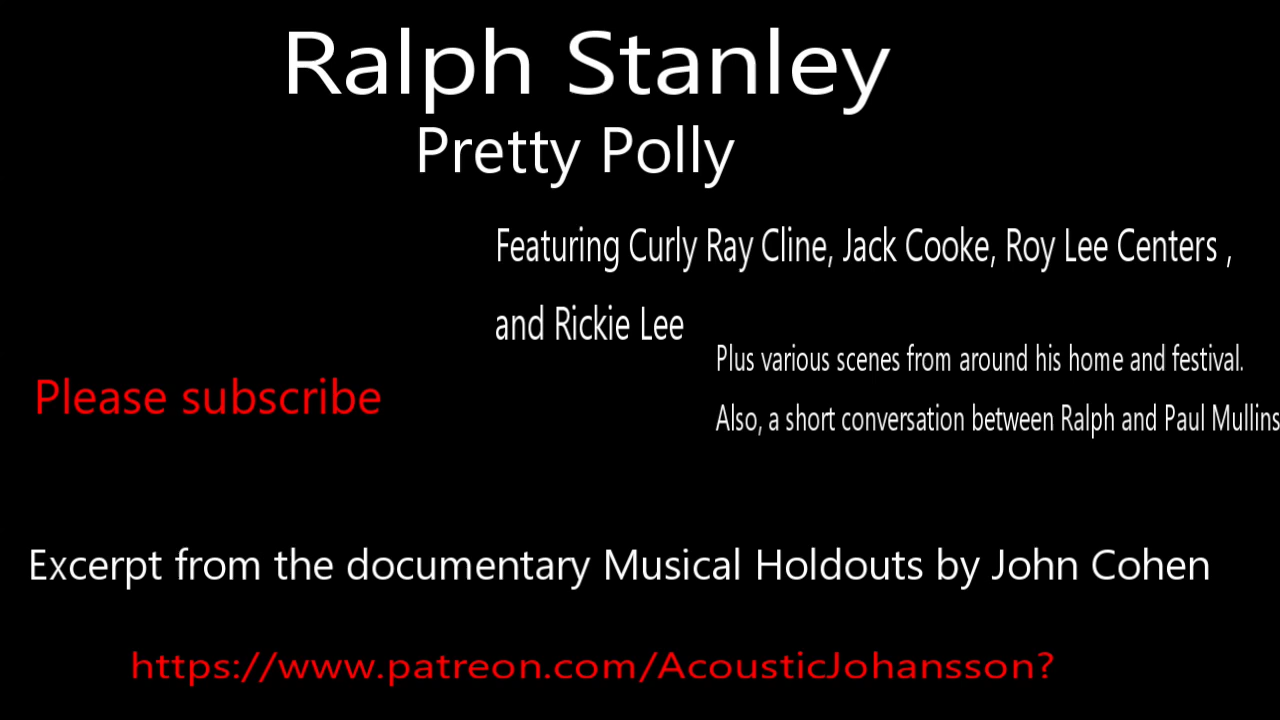 Ralph Stanley
Pretty Polly
Featuring Curly Ray Cline, Jack Cooke, Roy Lee Centers ,
and Rickie Lee
Plus various scenes from around his home and festival.
Please subscribe
Also, a short conversation between Ralph and Paul Mullins
Excerpt from the documentary Musical Holdouts by John Cohen
https://www.patreon.com/AcousticJohansson?